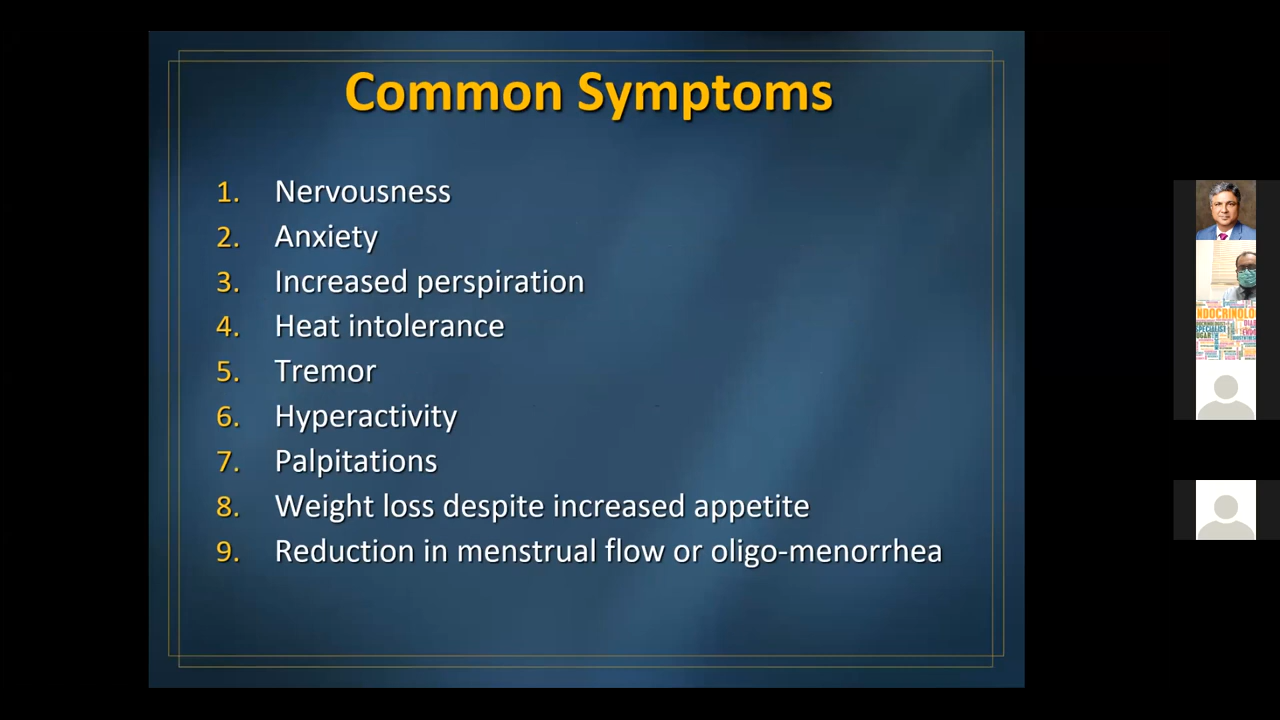 Common Symptoms
1. Nervousness
2. Anxiety
3. Increased perspiration
4. Heat intolerance
5. Tremor
6. Hyperactivity
7. Palpitations
8. Weight loss despite increased appetite
9. Reduction in menstrual flow or oligo-menorrhea
NDOCRINOLO